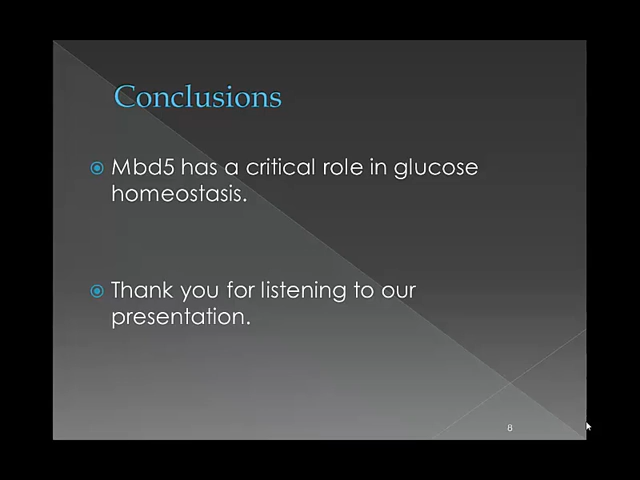 Conclusions
Mbd5 has a critical role in glucose
homeostasis.
Thank you for listening to our
presentation.
8